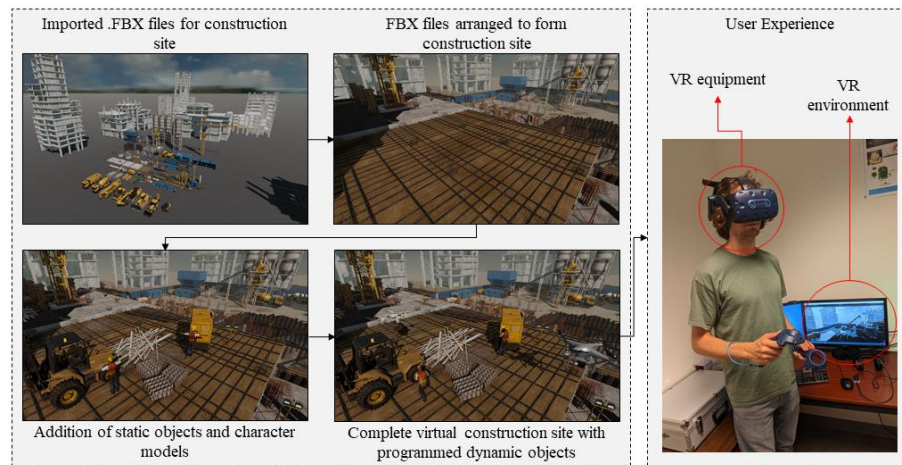 Imported .FBX files for construction
site
FBX files arranged to form
construction site
Addition of static objects and character
models
Complete virtual construction site with
programmed dynamic objects
User Experience
VR equipment
VR
environment